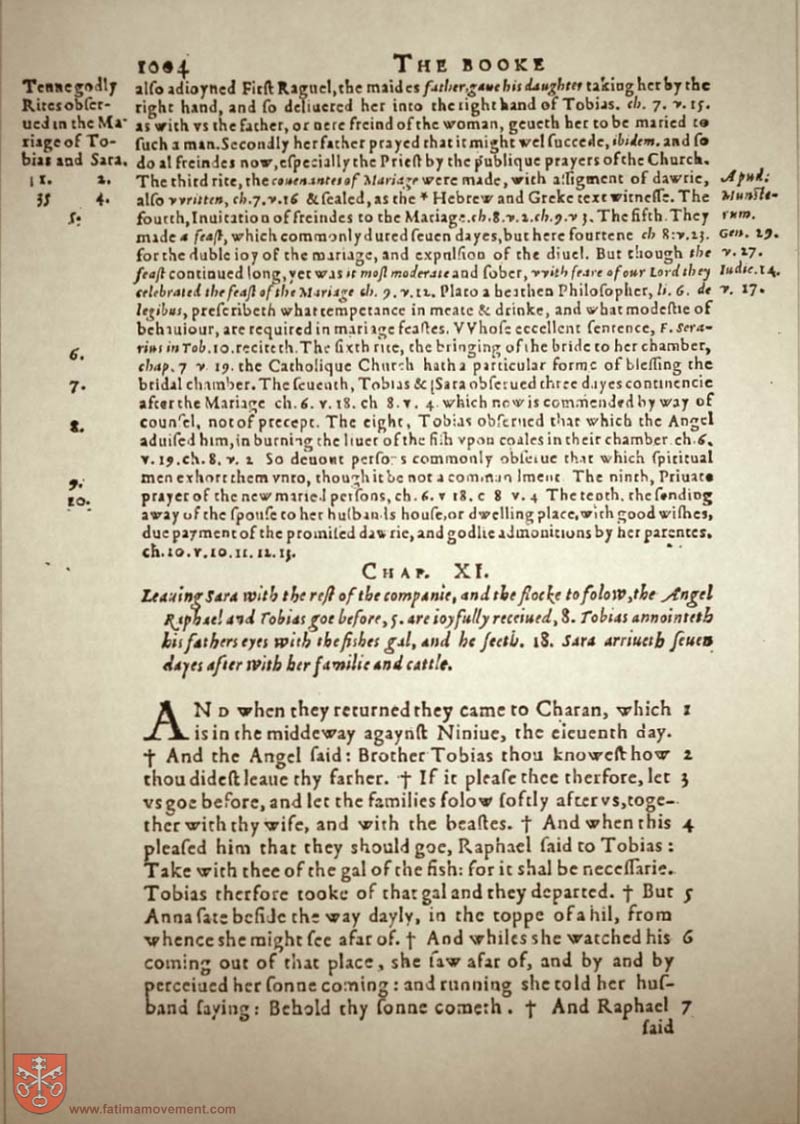 1004 THE BOOKE
Tenne godly
Rites obser-
ued in the Ma-
riage of To-
bias and Sara.
1. 2.
3 4.
5.
6.
7.
8.
9.
10.
also adioyned First Raguel, the maides father, gaue his daughter taking her by the
right hand, and so deliuered her into the right hand of Tobias. ch. 7. v. 15.
as with vs the father, or nere freind of the woman, geueth her to be maried to
such a man. Secondly her father prayed that it might wel succede, ibidem. and so
do al freindes now, especially the Priest by the publique prayers of the Church.
The third rite, the couenantes of Mariage were made, with assigment of dawrie,
also vvritten, ch. 7. v. 16 & sealed, as the * Hebrew and Greke text witnesse. The
fourth, Inuitation of freindes to the Mariage. ch. 8. v. 2. ch. 9. v 3. The fifth. They
made a feast, which commonly dured seuen dayes, but here fourtene ch 8: v. 23.
for the duble ioy of the mariage, and expulsion of the diuel. But though the
feast continued long, yet was it most moderate and sober, vvith feare of our Lord they
celebrated the feast of the Mariage ch. 9. v. 12. Plato a heathen Philosopher, li. 6. de
legibus, prescribeth what temperance in meate & drinke, and what modestie of
behauiour, are required in mariage feastes. VVhose eccellent sentence, F. Sera-
rius in Tob. 10. reciteth. The sixth rite, the bringing of the bride to her chamber,
chap. 7 v. 19. the Catholique Church hath a particular forme of blessing the
bridal chamber. The seuenth, Tobias & Sara obserued three dayes continencie
after the Mariage ch. 6. v. 18. ch 8. v. 4. which now is commended by way of
counsel, not of precept. The eight, Tobias obserued that which the Angel
aduised him, in burning the liuer of the fish vpon coales in their chamber. ch. 6.
v. 19. ch. 8. v. 2 So deuout persons commonly obserue that which spiritual
men exhort them vnto, though it be not a commandment. The ninth, Priuate
prayer of the new maried persons, ch. 6. v 18. c 8 v. 4 The tenth, the sending
away of the spouse to her husbands house, or dwelling place, with good wishes,
due payment of the promised dawrie, and godlie admonitions by her parentes.
ch. 10. v. 10. 11. 12. 13.
Apud.
Munste-
rum.
Gen. 29.
v. 27.
Iudic. 14.
v. 17.
CHAP. XI.
Leauing Sara with the rest of the companie, and the flocke to folow, the Angel
Raphael and Tobias goe before, 5. are ioyfully receiued, 8. Tobias annointeth
his fathers eyes with the fishes gal, and he seeth. 18. Sara arriueth seuen
dayes after with her familie and cattle.
AND when they returned they came to Charan, which 1
is in the middeway agaynst Niniue, the eleuenth day.
† And the Angel said: Brother Tobias thou knowest how 2
thou didest leaue thy father. † If it please thee therfore, let 3
vs goe before, and let the families folow softly after vs, toge-
ther with thy wife, and with the beastes. † And when this 4
pleased him that they should goe, Raphael said to Tobias:
Take with thee of the gal of the fish: for it shal be necessarie.
Tobias therfore tooke of that gal and they departed. † But 5
Anna sate beside the way dayly, in the toppe of a hil, from
whence she might see afar of. † And whiles she watched his 6
coming out of that place, she saw afar of, and by and by
perceiued her sonne coming: and running she told her hus-
band saying: Behold thy sonne cometh. † And Raphael 7
said
www.fatimamovement.com